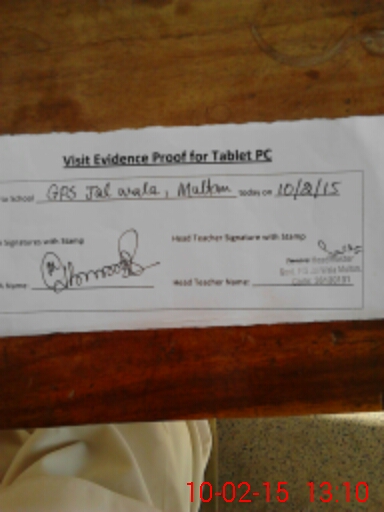 Visit Evidence Proof for Tablet PC
School GPS Jal wala, Multan today on 10/2/15
Signatures with Stamp Head Teacher Signature with Stamp
Name: Head Teacher Name:
10-02-15 13:10